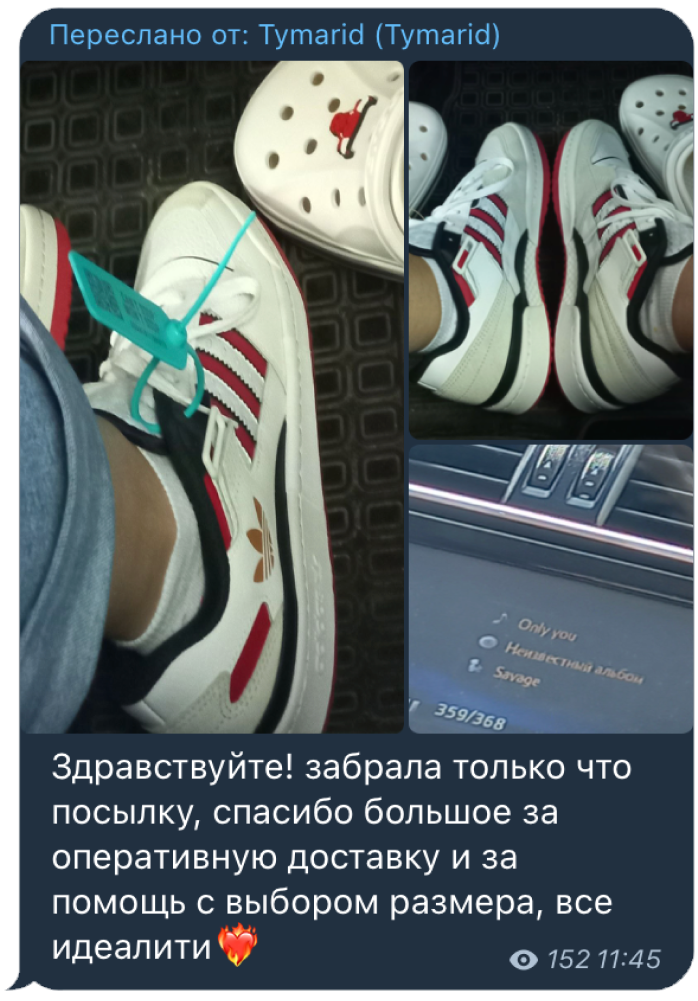 Переслано от: Tymarid (Tymarid)
Only you
Неизвестный альбом
Savage
359/368
Здравствуйте! забрала только что
посылку, спасибо большое за
оперативную доставку и за
помощь с выбором размера, все
идеалити❤️‍🔥
152 11:45